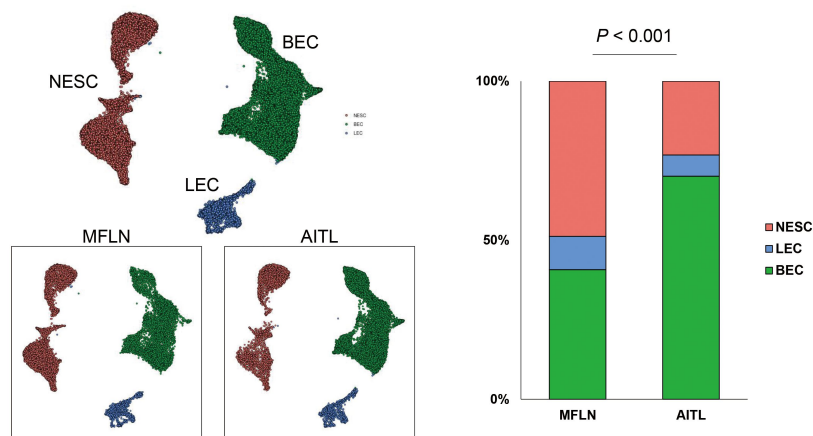 NESC
BEC
NESC
BEC
LEC
LEC
MFLN
AITL
P < 0.001
100%
50%
0%
MFLN
AITL
NESC
LEC
BEC